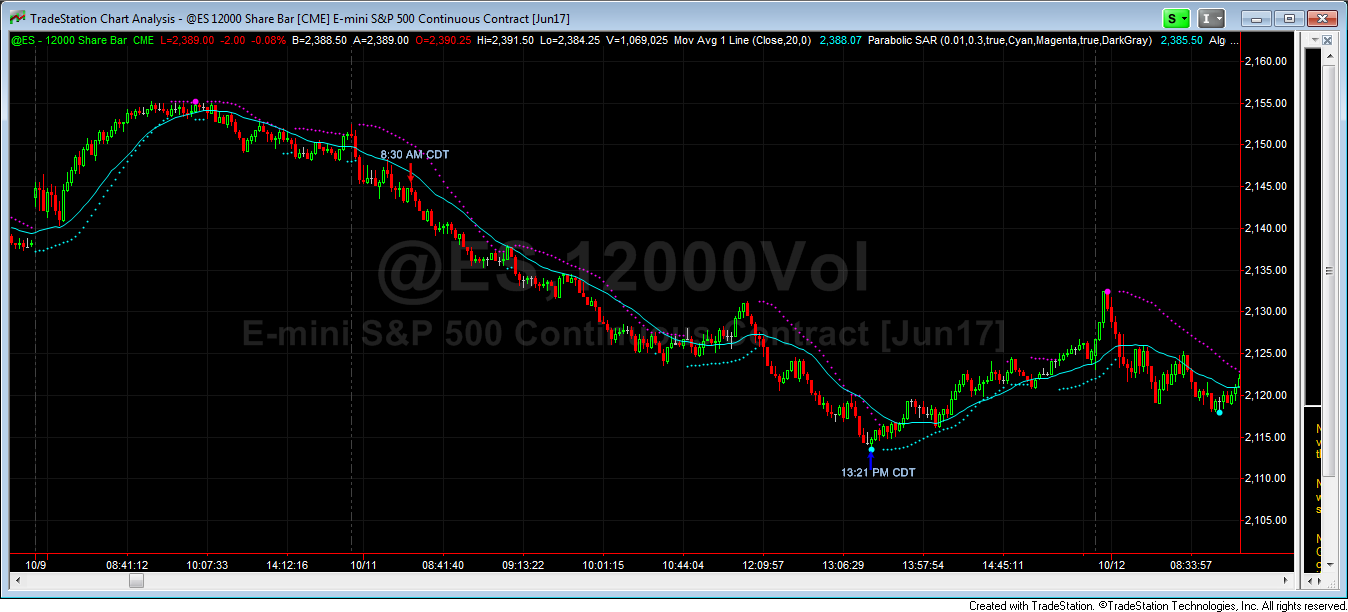 TradeStation Chart Analysis - @ES 12000 Share Bar [CME] E-mini S&P 500 Continuous Contract [Jun17]
S
I
@ES - 12000 Share Bar CME L=2,389.00 -2.00 -0.08% B=2,388.50 A=2,389.00 O=2,390.25 Hi=2,391.50 Lo=2,384.25 V=1,069,025 Mov Avg 1 Line (Close,20,0) 2,388.07 Parabolic SAR (0.01,0.3,true,Cyan,Magenta,true,DarkGray) 2,385.50 Alg ...
2,160.00
2,155.00
2,150.00
8:30 AM CDT
2,145.00
2,140.00
@ES, 12000Vol
2,135.00
2,130.00
E-mini S&P 500 Continuous Contract [Jun17]
2,125.00
2,120.00
2,115.00
13:21 PM CDT
2,110.00
2,105.00
10/9 08:41:12 10:07:33 14:12:16 10/11 08:41:40 09:13:22 10:01:15 10:44:04 12:09:57 13:06:29 13:57:54 14:45:11 10/12 08:33:57
Created with TradeStation. ©TradeStation Technologies, Inc. All rights reserved.